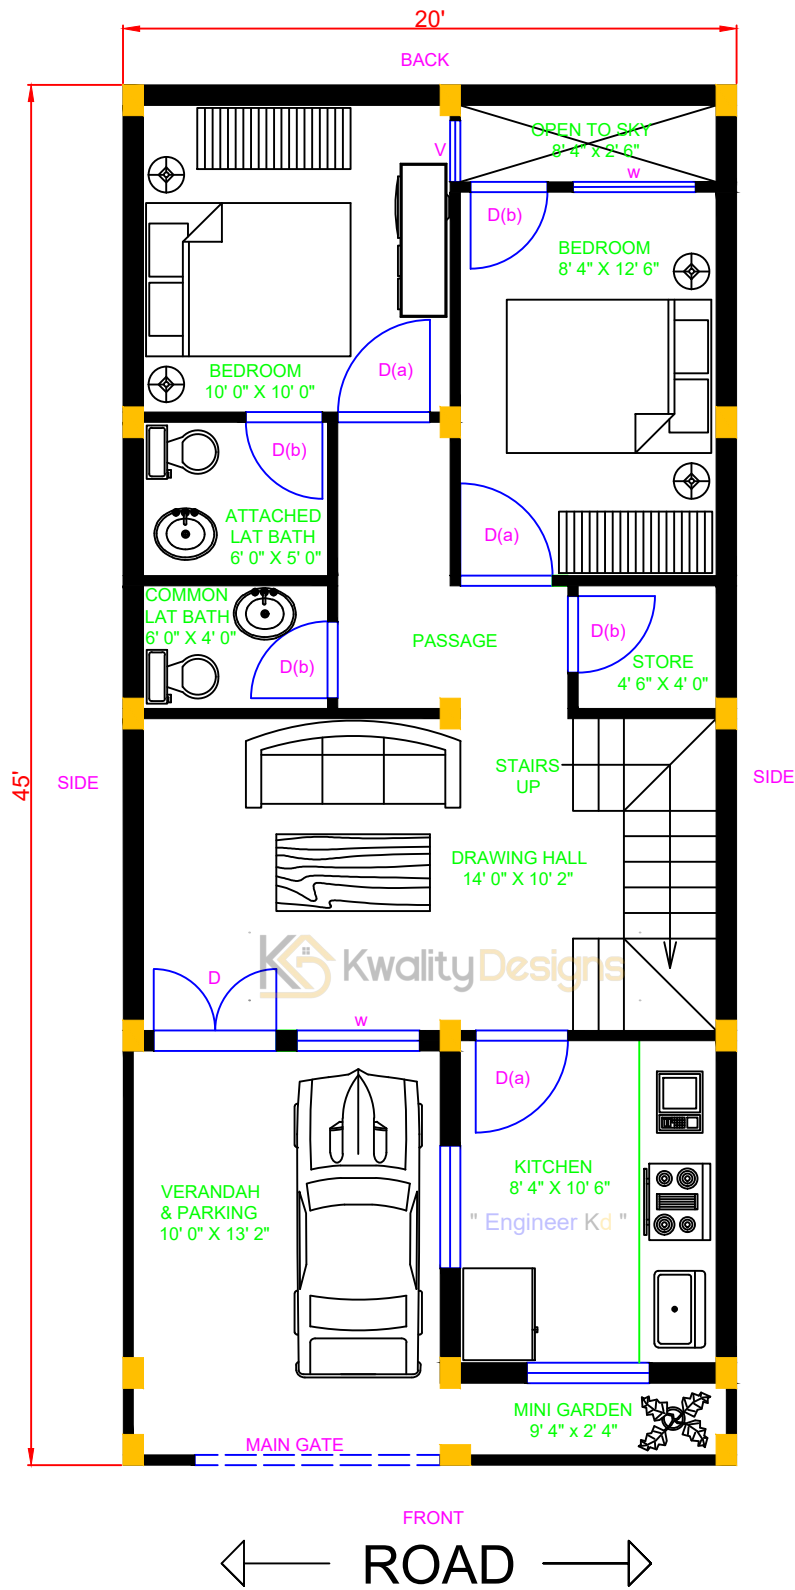 20'
BACK
OPEN TO SKY
8' 4" x 2' 6"
V
w
D(b)
BEDROOM
8' 4" X 12' 6"
BEDROOM
10' 0" X 10' 0"
D(a)
D(b)
ATTACHED
LAT BATH
6' 0" X 5' 0"
D(a)
COMMON
LAT BATH
6' 0" X 4' 0"
D(b)
PASSAGE
D(b)
STORE
4' 6" X 4' 0"
45'
SIDE
SIDE
STAIRS
UP
DRAWING HALL
14' 0" X 10' 2"
Kwality Designs
D
w
D(a)
VERANDAH
& PARKING
10' 0" X 13' 2"
KITCHEN
8' 4" X 10' 6"
" Engineer Kd "
MINI GARDEN
9' 4" x 2' 4"
MAIN GATE
FRONT
ROAD